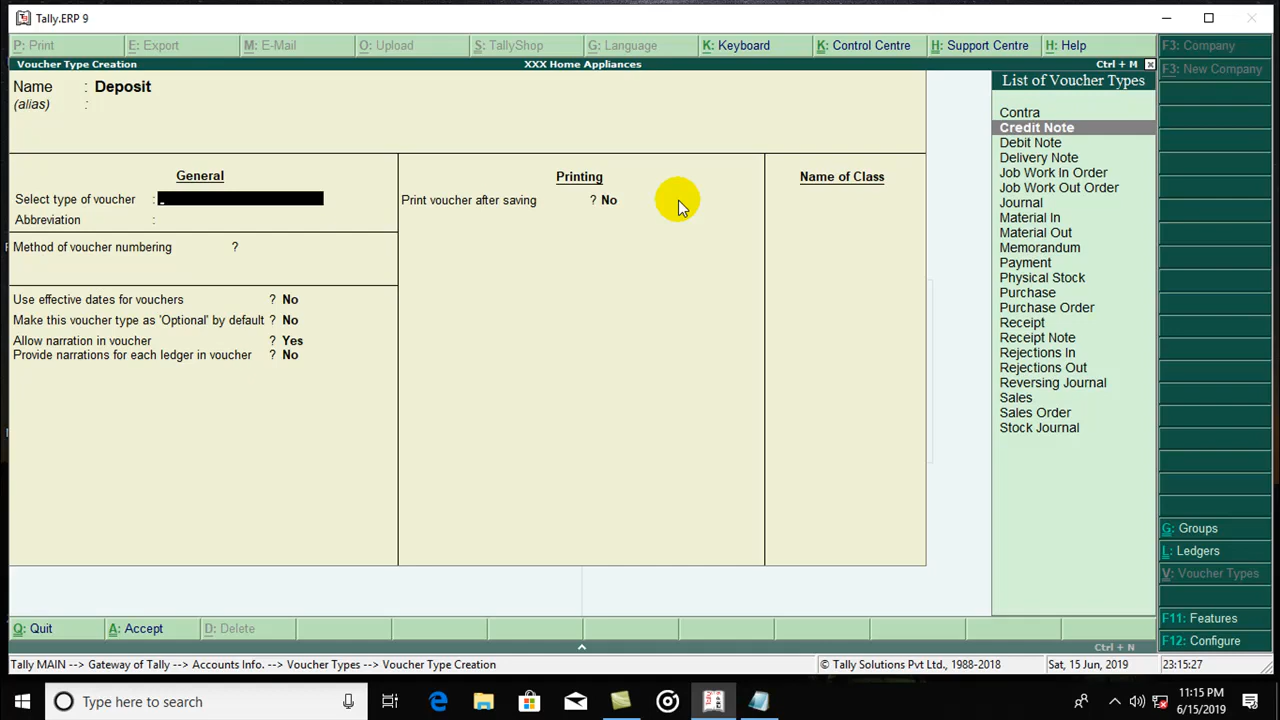 Tally.ERP 9
P: Print
E: Export
M: E-Mail
O: Upload
S: TallyShop
G: Language
K: Keyboard
K: Control Centre
H: Support Centre
H: Help
F3: Company
Voucher Type Creation
XXX Home Appliances
Ctrl + M
F3: New Company
Name : Deposit
(alias) :
General
Printing
Name of Class
Select type of voucher :
Print voucher after saving ? No
Abbreviation :
Method of voucher numbering ?
Use effective dates for vouchers ? No
Make this voucher type as 'Optional' by default ? No
Allow narration in voucher ? Yes
Provide narrations for each ledger in voucher ? No
List of Voucher Types
Contra
Credit Note
Debit Note
Delivery Note
Job Work In Order
Job Work Out Order
Journal
Material In
Material Out
Memorandum
Payment
Physical Stock
Purchase
Purchase Order
Receipt
Receipt Note
Rejections In
Rejections Out
Reversing Journal
Sales
Sales Order
Stock Journal
G: Groups
L: Ledgers
V: Voucher Types
F11: Features
F12: Configure
Q: Quit
A: Accept
D: Delete
Ctrl + N
Tally MAIN --> Gateway of Tally --> Accounts Info. --> Voucher Types --> Voucher Type Creation
© Tally Solutions Pvt Ltd., 1988-2018
Sat, 15 Jun, 2019
23:15:27
Type here to search
11:15 PM
6/15/2019